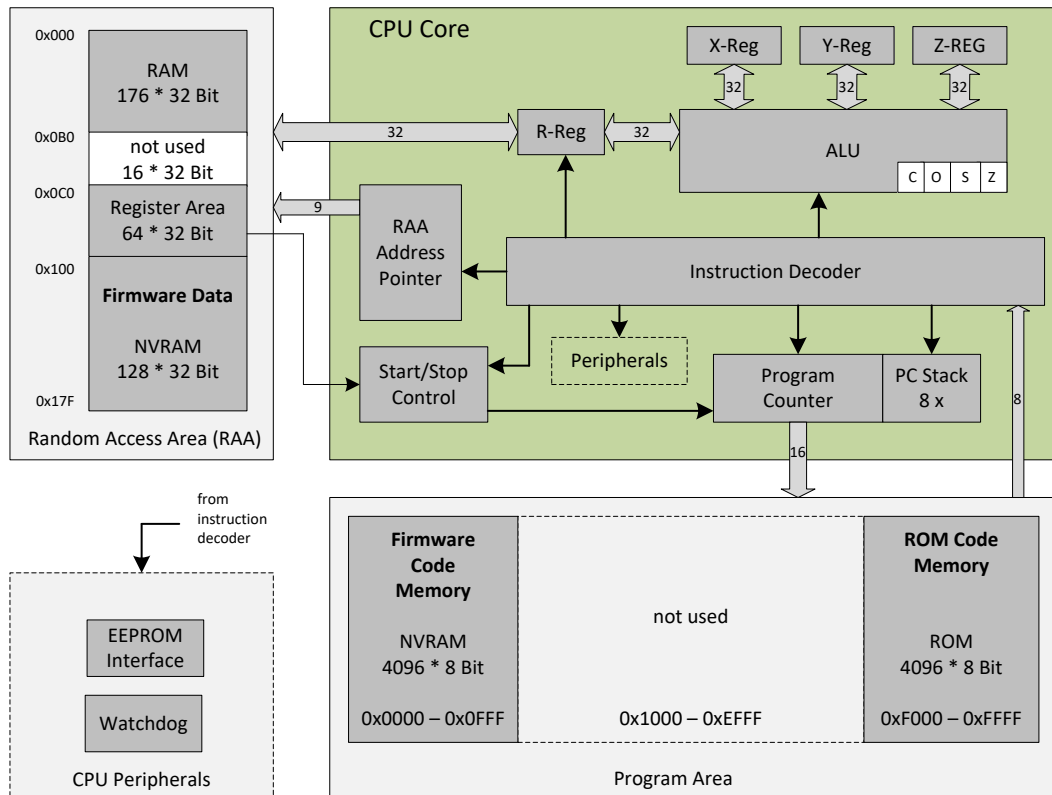 0x000
RAM
176 * 32 Bit
0x0B0
not used
16 * 32 Bit
0x0C0
Register Area
64 * 32 Bit
0x100
Firmware Data
NVRAM
128 * 32 Bit
0x17F
Random Access Area (RAA)
CPU Core
X-Reg
Y-Reg
Z-REG
32
32
32
32
R-Reg
32
ALU
C O S Z
9
RAA
Address
Pointer
Instruction Decoder
Peripherals
Start/Stop
Control
Program
Counter
PC Stack
8 x
8
16
from
instruction
decoder
EEPROM
Interface
Watchdog
CPU Peripherals
Firmware
Code
Memory
NVRAM
4096 * 8 Bit
0x0000 – 0x0FFF
not used
0x1000 – 0xEFFF
ROM Code
Memory
ROM
4096 * 8 Bit
0xF000 – 0xFFFF
Program Area